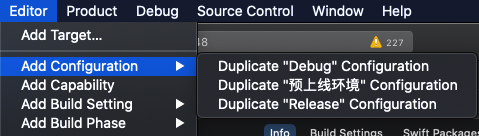 Editor Product Debug Source Control Window Help
Add Target...
48 227
Add Configuration
Duplicate "Debug" Configuration
Duplicate "预上线环境" Configuration
Duplicate "Release" Configuration
Add Capability
Add Build Setting
Add Build Phase
Info Build Settings Swift Packages